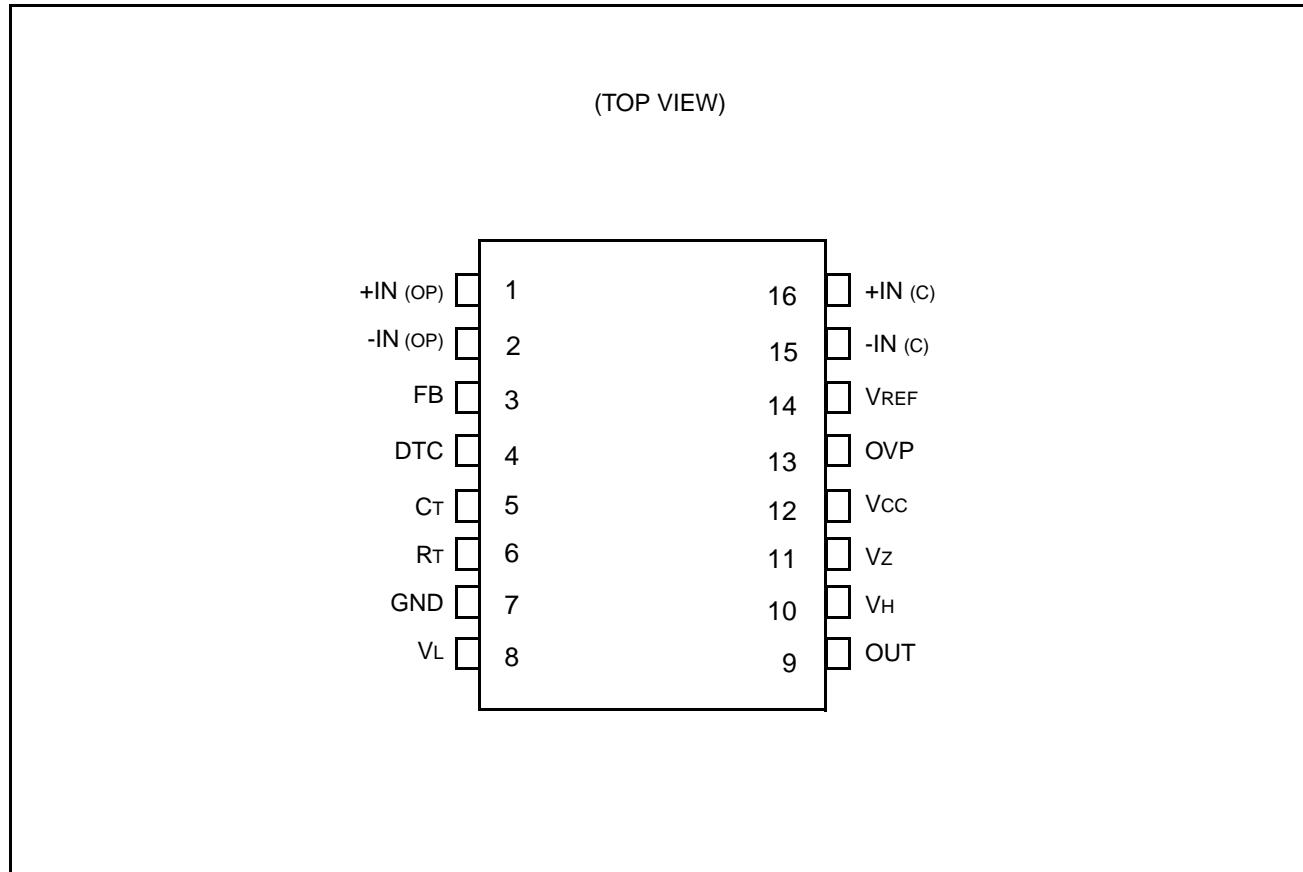 (TOP VIEW)
+IN (OP) 1 16 +IN (C)
-IN (OP) 2 15 -IN (C)
FB 3 14 VREF
DTC 4 13 OVP
CT 5 12 VCC
RT 6 11 VZ
GND 7 10 VH
VL 8 9 OUT